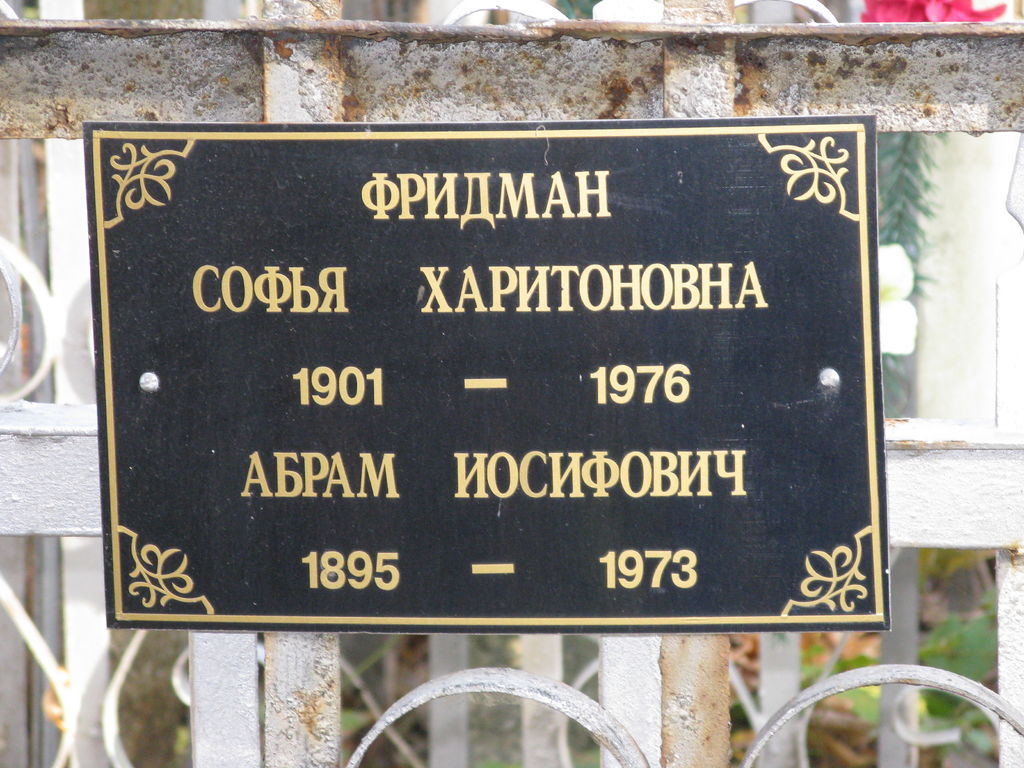 ФРИДМАН
СОФЬЯ ХАРИТОНОВНА
1901 — 1976
АБРАМ ИОСИФОВИЧ
1895 — 1973